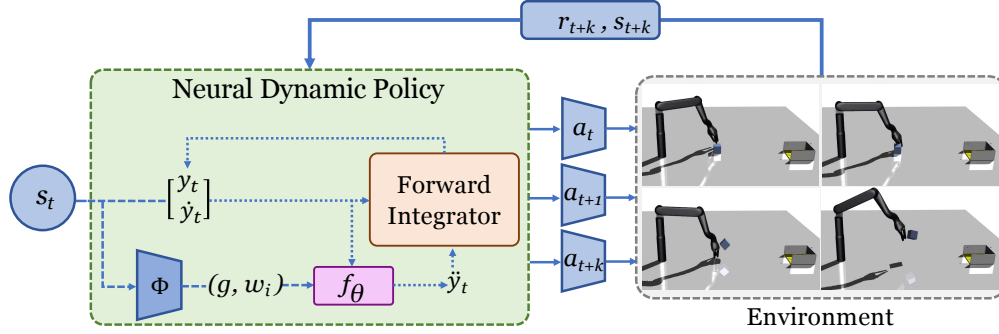 r_{t+k} , s_{t+k}
Neural Dynamic Policy
s_t
[y_t
ẏ_t]
Forward
Integrator
Φ
(g, w_i)
f_θ
ÿ_t
a_t
a_{t+1}
a_{t+k}
Environment